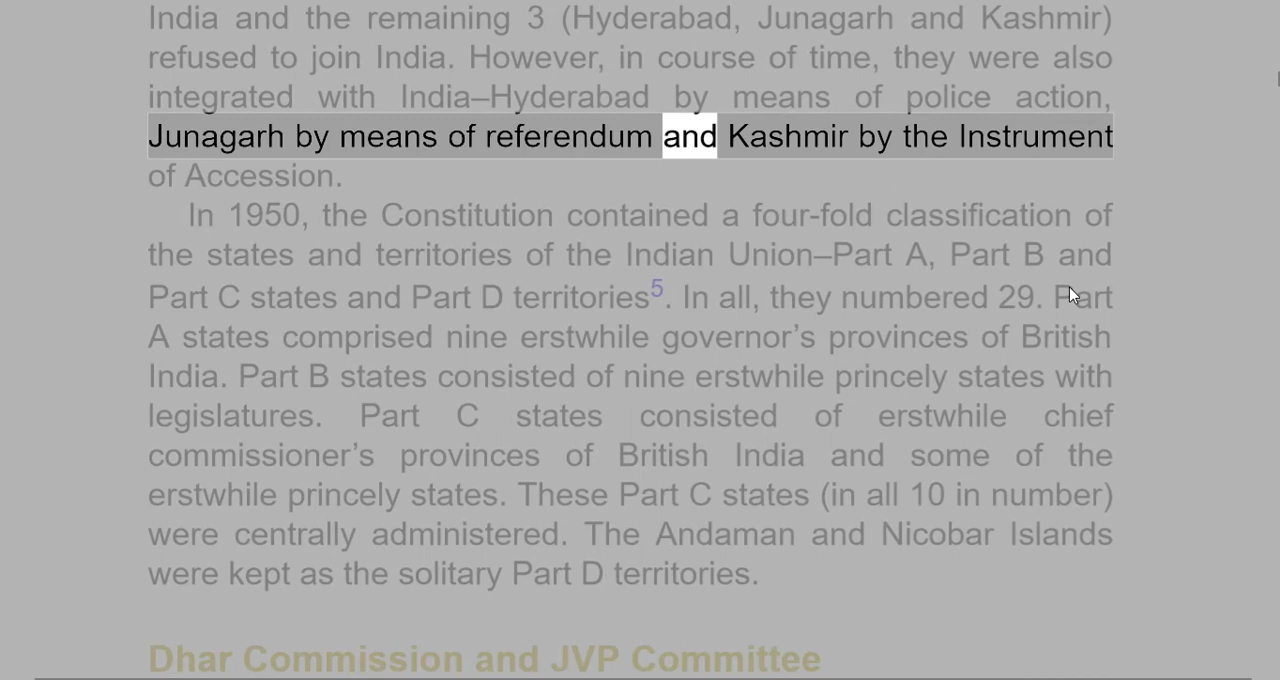 India and the remaining 3 (Hyderabad, Junagarh and Kashmir)
refused to join India. However, in course of time, they were also
integrated with India–Hyderabad by means of police action,
Junagarh by means of referendum and Kashmir by the Instrument
of Accession.
In 1950, the Constitution contained a four-fold classification of
the states and territories of the Indian Union–Part A, Part B and
Part C states and Part D territories5. In all, they numbered 29. Part
A states comprised nine erstwhile governor’s provinces of British
India. Part B states consisted of nine erstwhile princely states with
legislatures. Part C states consisted of erstwhile chief
commissioner’s provinces of British India and some of the
erstwhile princely states. These Part C states (in all 10 in number)
were centrally administered. The Andaman and Nicobar Islands
were kept as the solitary Part D territories.
Dhar Commission and JVP Committee